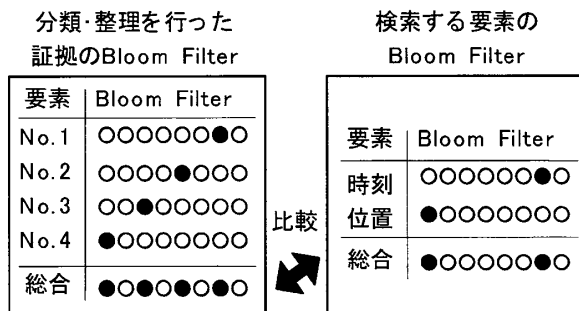 分類・整理を行った
証拠のBloom Filter
要素 Bloom Filter
No.1 ○○○○○○●○
No.2 ○○○○●○○○
No.3 ○○●○○○○○
No.4 ●○○○○○○○
総合 ●○●○●○●○
比較
検索する要素の
Bloom Filter
要素 Bloom Filter
時刻 ○○○○○○●○
位置 ●○○○○○○○
総合 ●○○○○○●○